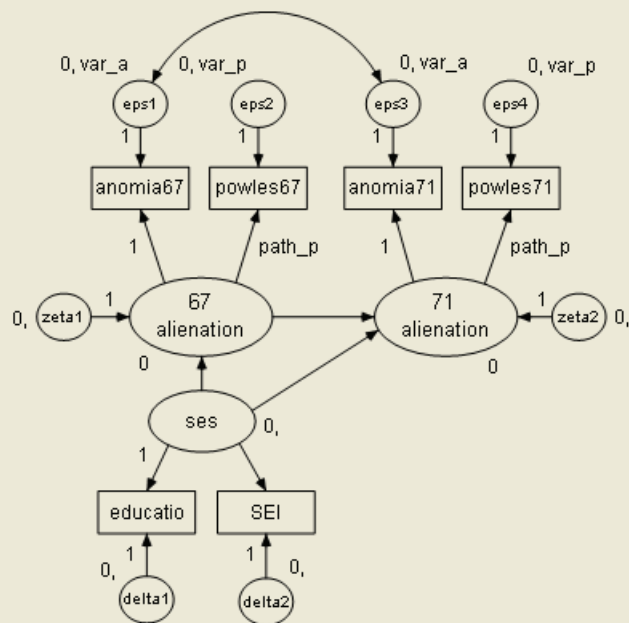 0, var_a
0, var_p
0, var_a
0, var_p
eps1
eps2
eps3
eps4
1
1
1
1
anomia67
powles67
anomia71
powles71
1
path_p
1
path_p
67
alienation
71
alienation
0,
zeta1
1
1
zeta2
0,
0
0
ses
0,
1
educatio
SEI
1
1
0,
0,
delta1
delta2